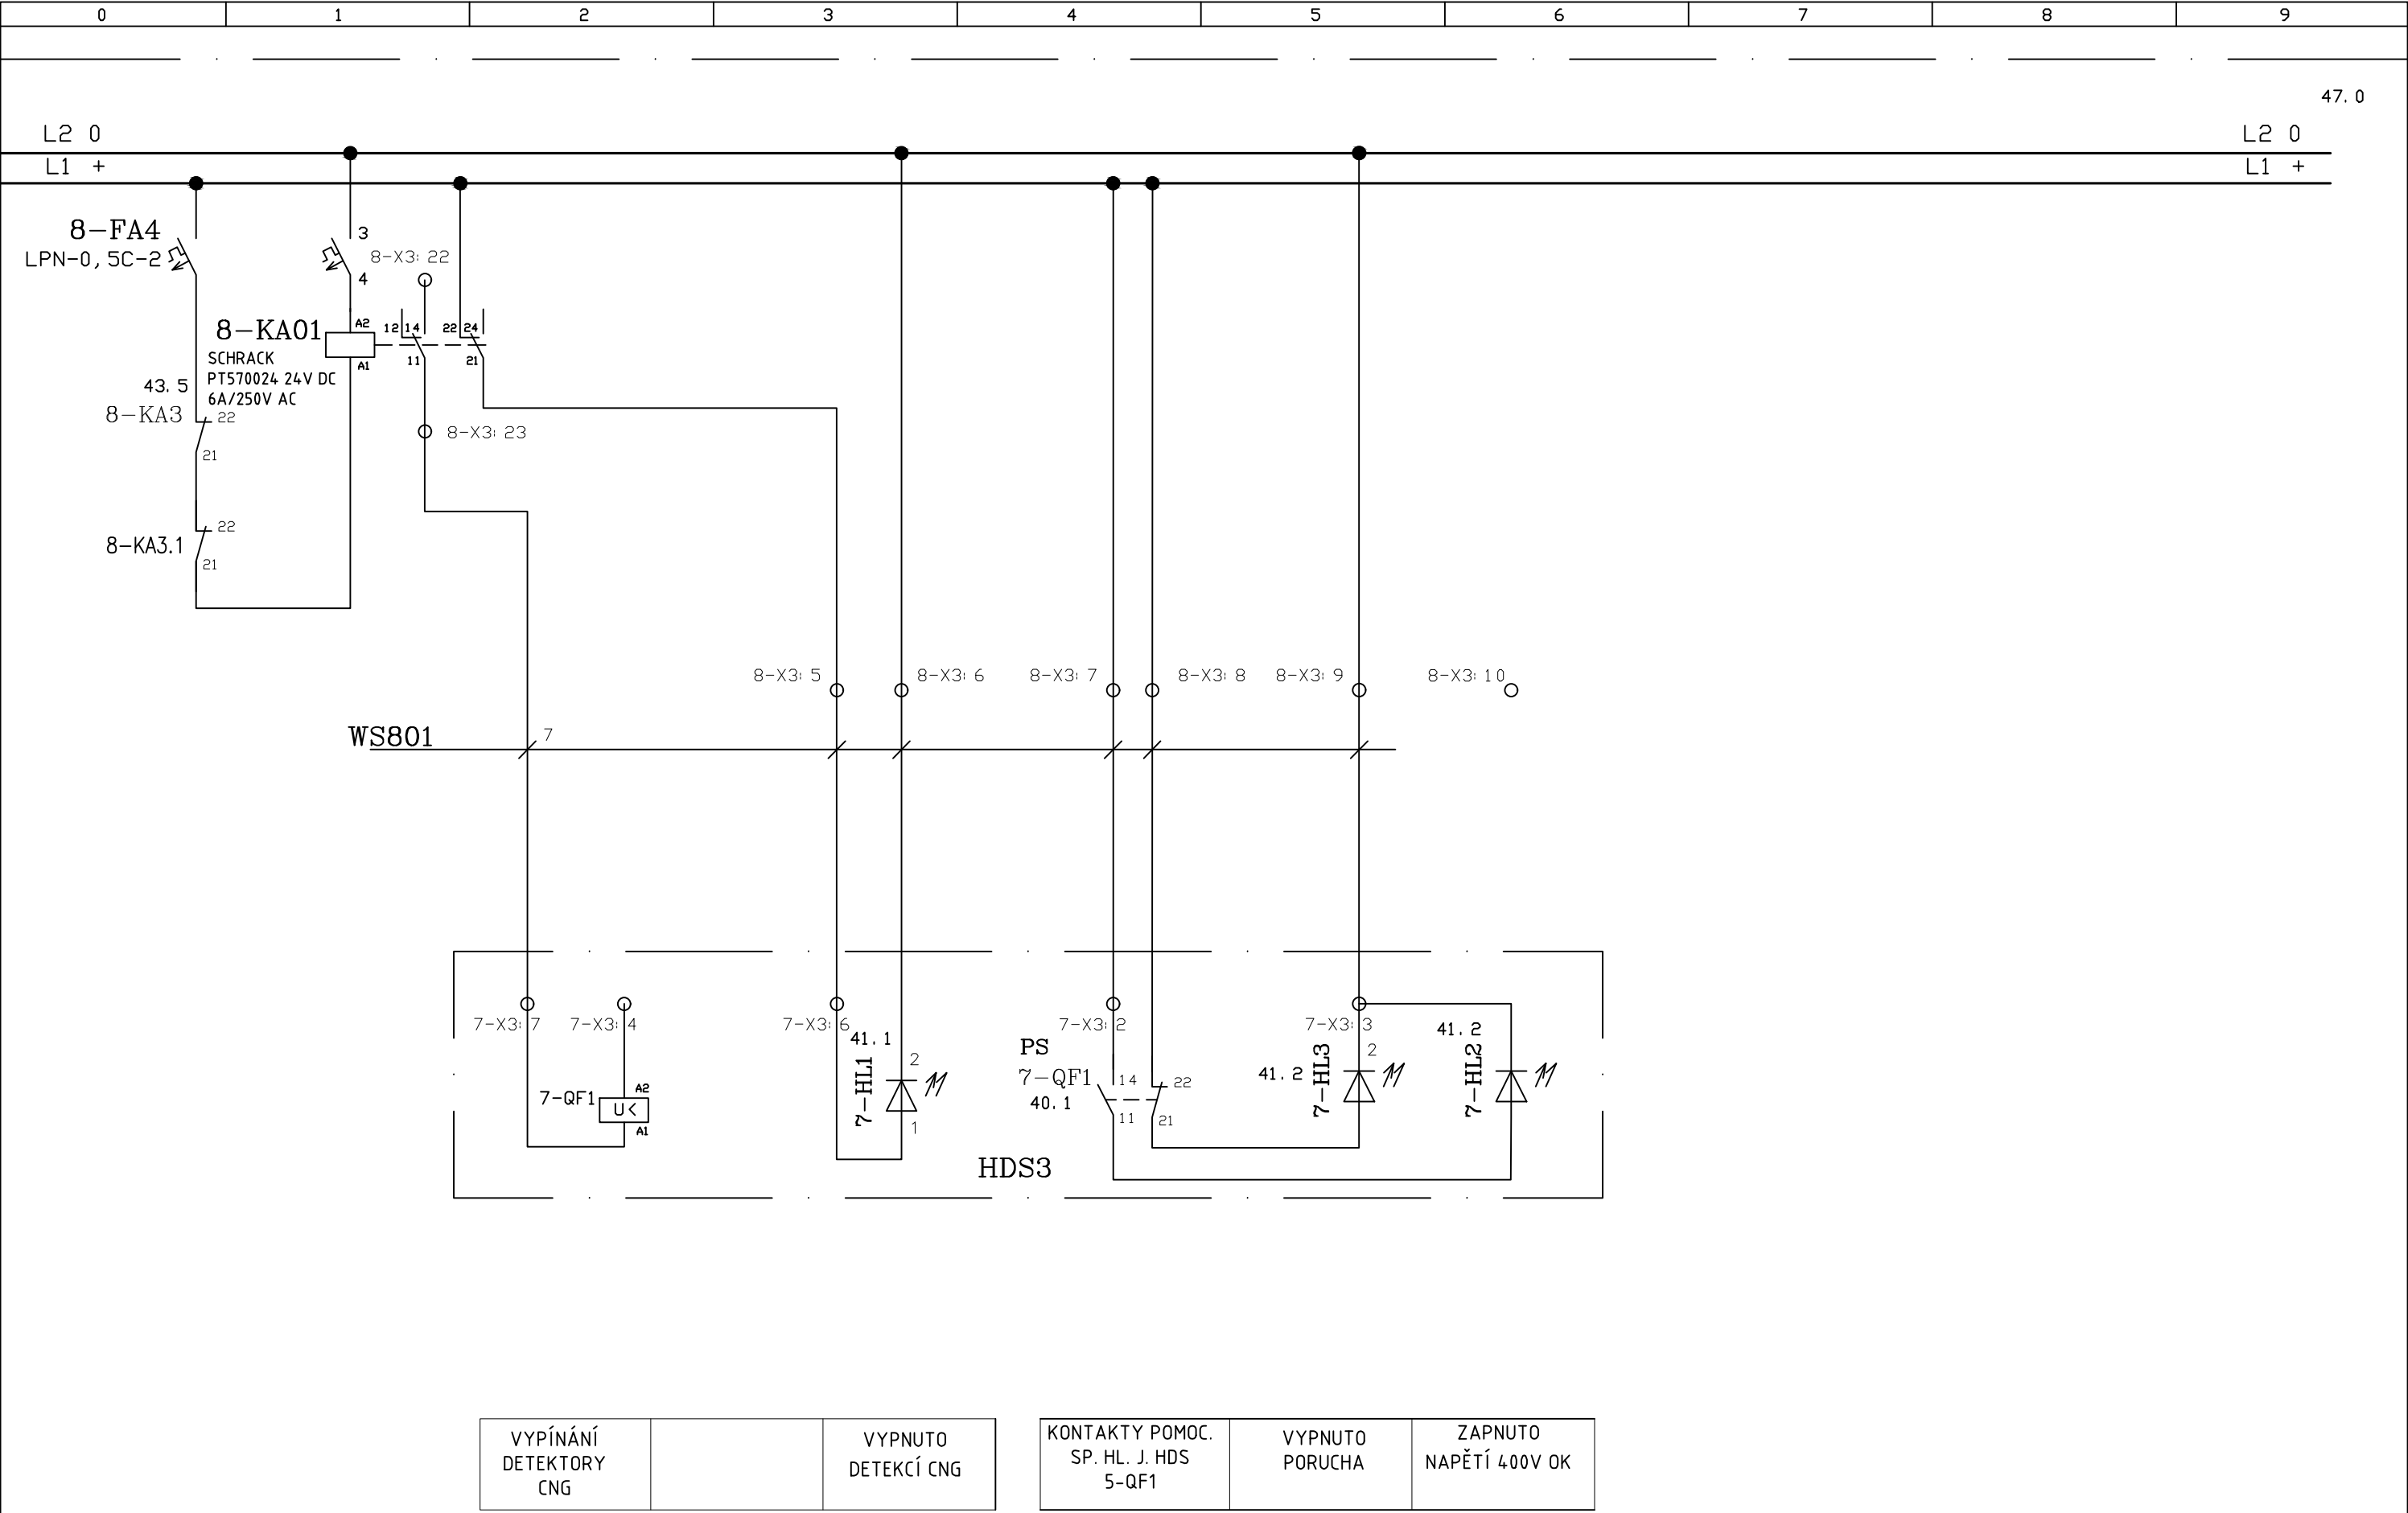 0 1 2 3 4 5 6 7 8 9
47.0
L2 0
L2 0
L1 +
L1 +
8-FA4
LPN-0,5C-2
3
4
8-X3:22
8-KA01
A2
A1
12 14
11
22 24
21
SCHRACK
PT570024 24V DC
6A/250V AC
43.5
8-KA3
22
21
8-X3:23
8-KA3.1
22
21
8-X3:5
8-X3:6
8-X3:7
8-X3:8
8-X3:9
8-X3:10
WS801
7
7-X3:7
7-X3:4
7-X3:6
7-X3:2
7-X3:3
41.1
7-HL1
2
1
PS
7-QF1
40.1
14
11
22
21
41.2
7-HL3
2
41.2
7-HL2
7-QF1
A2
U<
A1
HDS3
VYPÍNÁNÍ
DETEKTORY
CNG
VYPNUTO
DETEKCÍ CNG
KONTAKTY POMOC.
SP. HL. J. HDS
5-QF1
VYPNUTO
PORUCHA
ZAPNUTO
NAPĚTÍ 400V OK